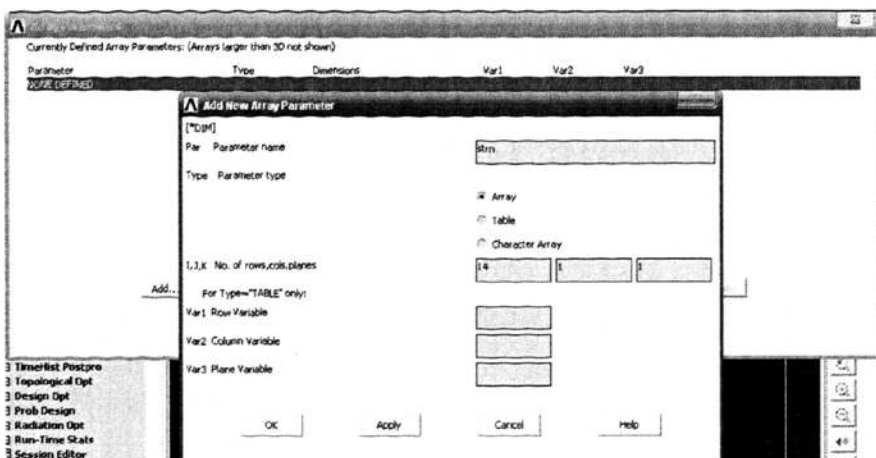 Currently Defined Array Parameters: (Arrays larger than 3D not shown)
Parameter Type Dimensions Var1 Var2 Var3
NONE DEFINED
Add New Array Parameter
[*DIM]
Par Parameter name strn
Type Parameter type
Array
Table
Character Array
I,J,K No. of rows,cols,planes 14 1 1
Add...
For Type="TABLE" only:
Var1 Row Variable
Var2 Column Variable
Var3 Plane Variable
TimeHist Postpro
Topological Opt
Design Opt
Prob Design
Radiation Opt
Run-Time Stats
Session Editor
OK Apply Cancel Help